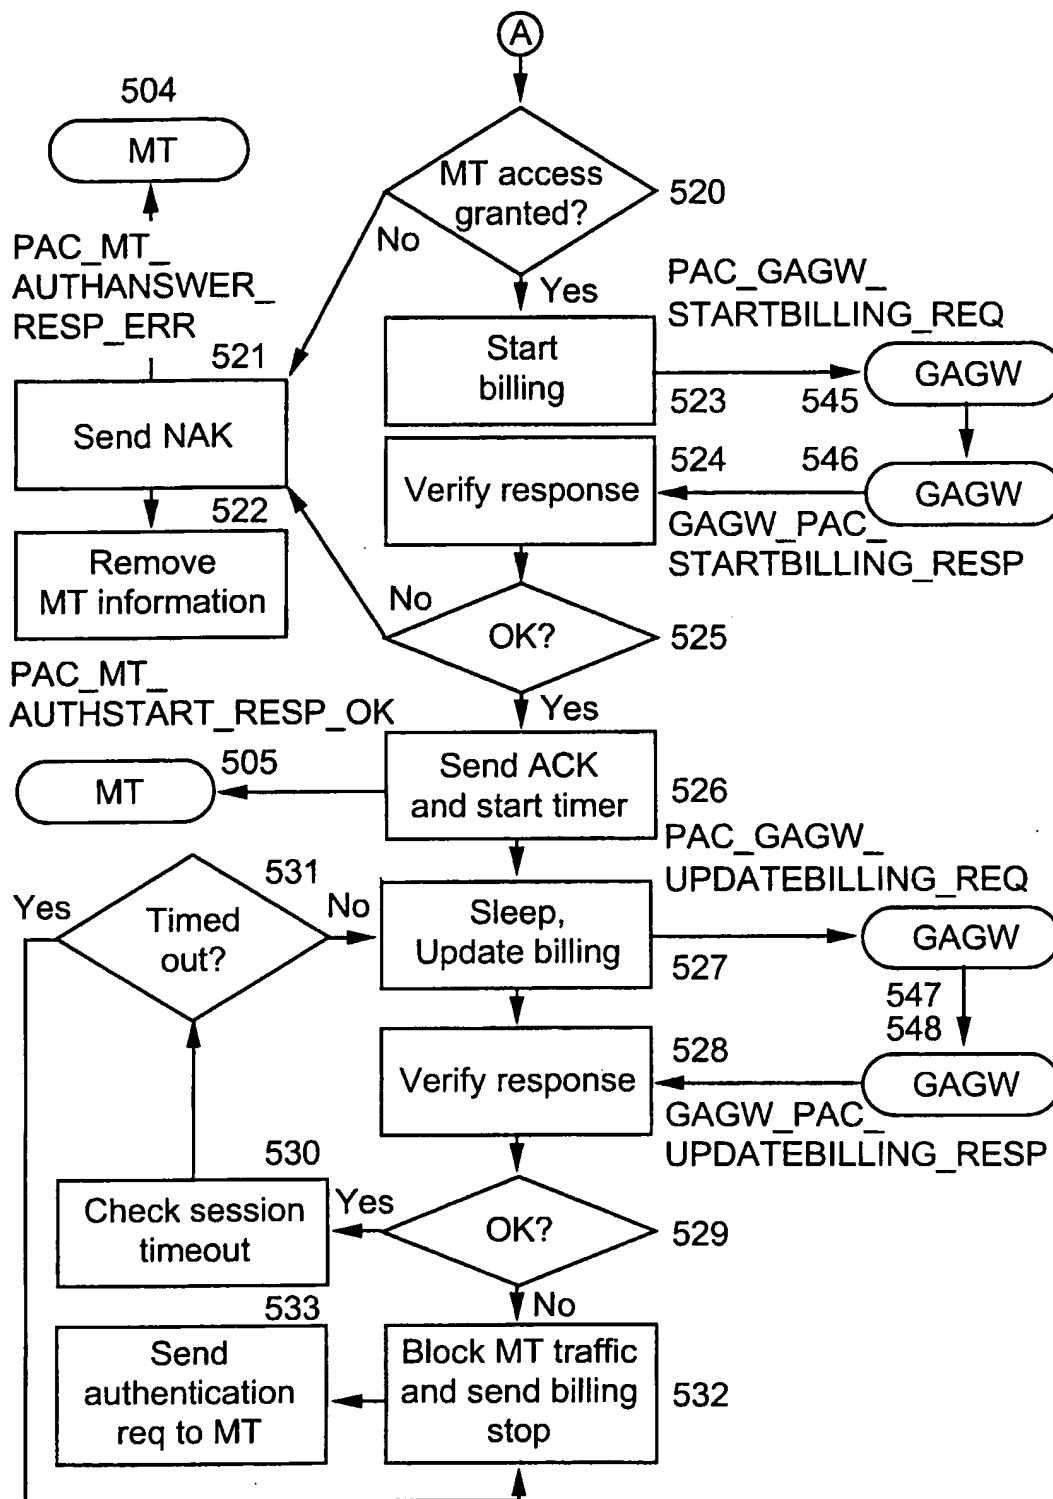 A
504
MT
MT access
granted?
520
No
PAC_MT_
AUTHANSWER_
RESP_ERR
Yes
PAC_GAGW_
STARTBILLING_REQ
521
Start
billing
GAGW
523
545
Send NAK
524
546
Verify response
GAGW
522
GAGW_PAC_
STARTBILLING_RESP
Remove
MT information
No
OK?
525
PAC_MT_
AUTHSTART_RESP_OK
Yes
505
MT
Send ACK
and start timer
526
PAC_GAGW_
UPDATEBILLING_REQ
531
Yes
Timed
out?
No
Sleep,
Update billing
GAGW
527
547
548
528
Verify response
GAGW
GAGW_PAC_
UPDATEBILLING_RESP
530
Check session
timeout
Yes
OK?
529
No
533
Send
authentication
req to MT
Block MT traffic
and send billing
stop
532